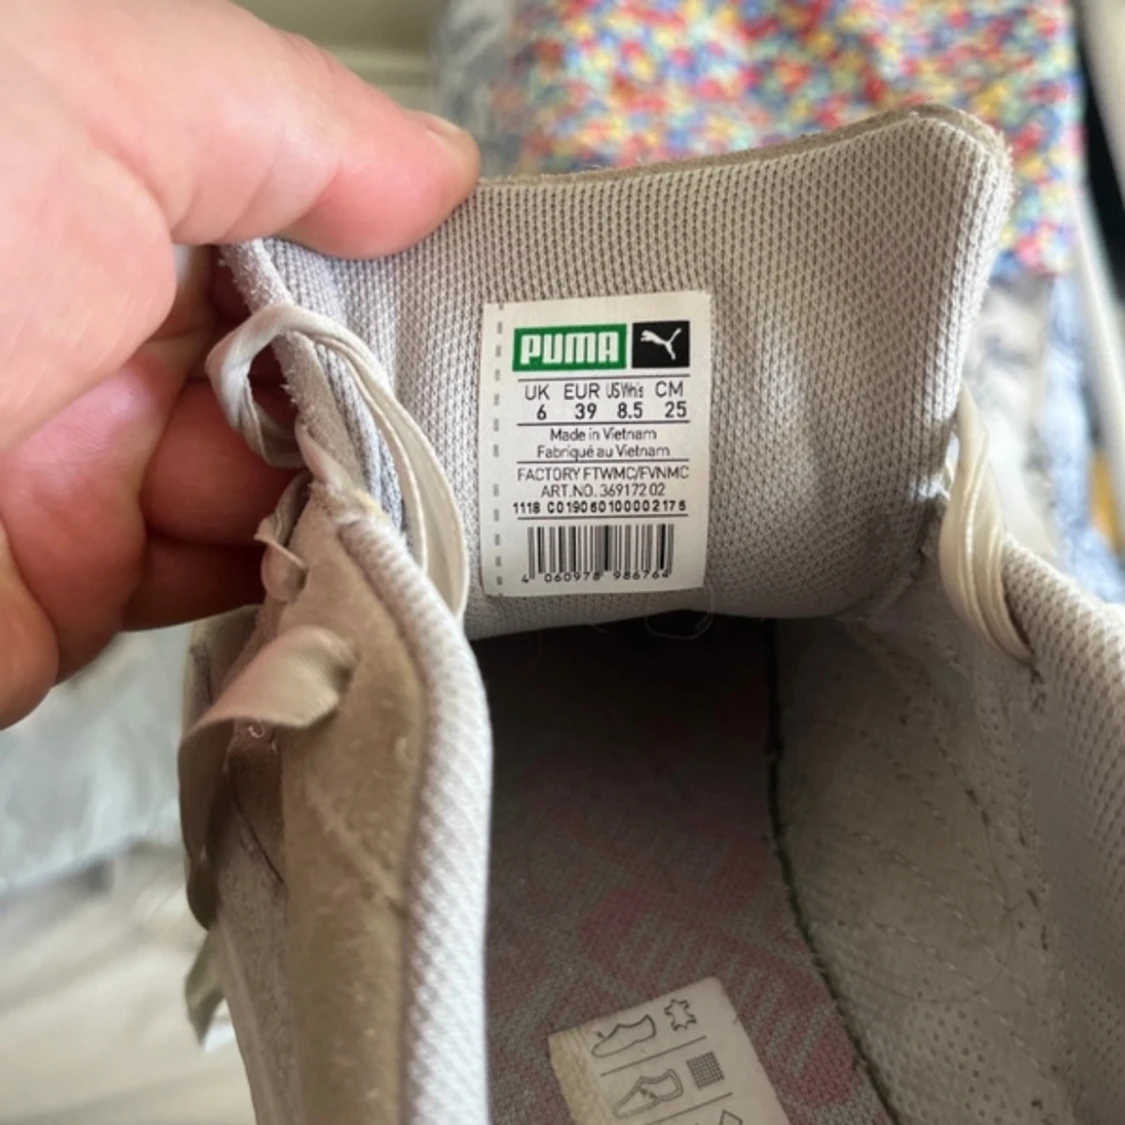 PUMA
UK EUR US Wn's CM
6 39 8.5 25
Made in Vietnam
Fabriqué au Vietnam
FACTORY FTWMC/FVNMC
ART.NO. 369172 02
1118 C019060100002176
4 060978 986764